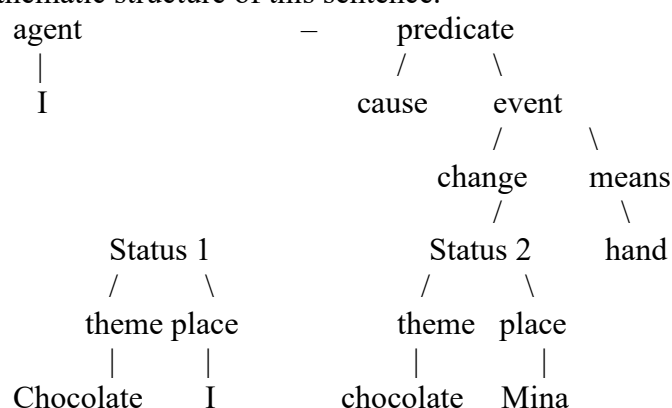 thematic structure of this sentence.
agent – predicate
| / \
I cause event
/ \
change means
/ \
Status 1 Status 2 hand
/ \ / \
theme place theme place
| | | |
Chocolate I chocolate Mina